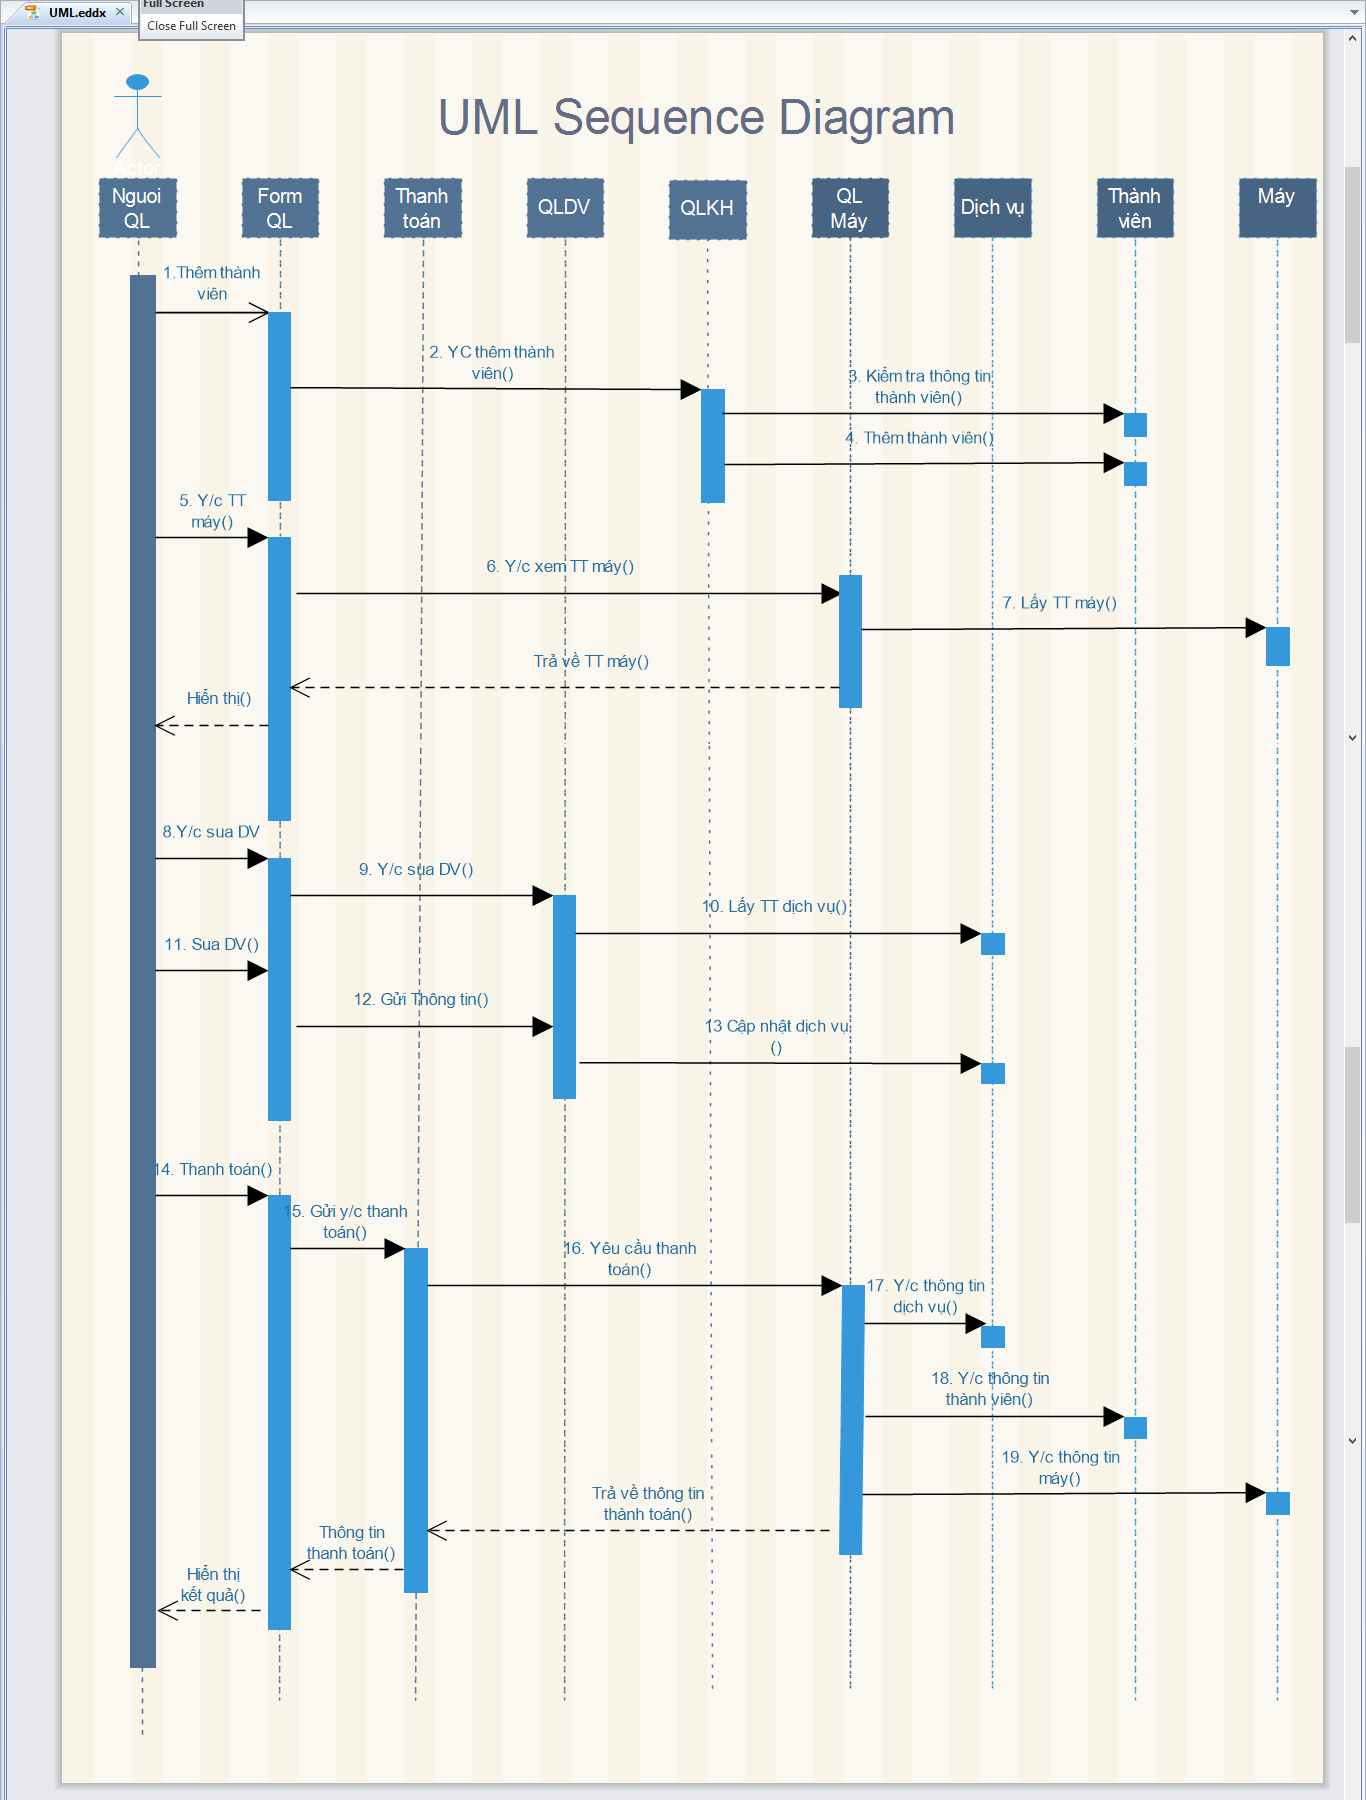 UML.eddx
Full Screen
Close Full Screen
UML Sequence Diagram
Actor
Nguoi
QL
Form
QL
Thanh
toán
QLDV
QLKH
QL
Máy
Dịch vụ
Thành
viên
Máy
1.Thêm thành
viên
2. YC thêm thành
viên()
3. Kiểm tra thông tin
thành viên()
4. Thêm thành viên()
5. Y/c TT
máy()
6. Y/c xem TT máy()
7. Lấy TT máy()
Trả về TT máy()
Hiển thị()
8.Y/c sua DV
9. Y/c sua DV()
10. Lấy TT dịch vụ()
11. Sua DV()
12. Gửi Thông tin()
13 Cập nhật dịch vụ
()
14. Thanh toán()
15. Gửi y/c thanh
toán()
16. Yêu cầu thanh
toán()
17. Y/c thông tin
dịch vụ()
18. Y/c thông tin
thành viên()
19. Y/c thông tin
máy()
Trả về thông tin
thành toán()
Thông tin
thanh toán()
Hiển thị
kết quả()